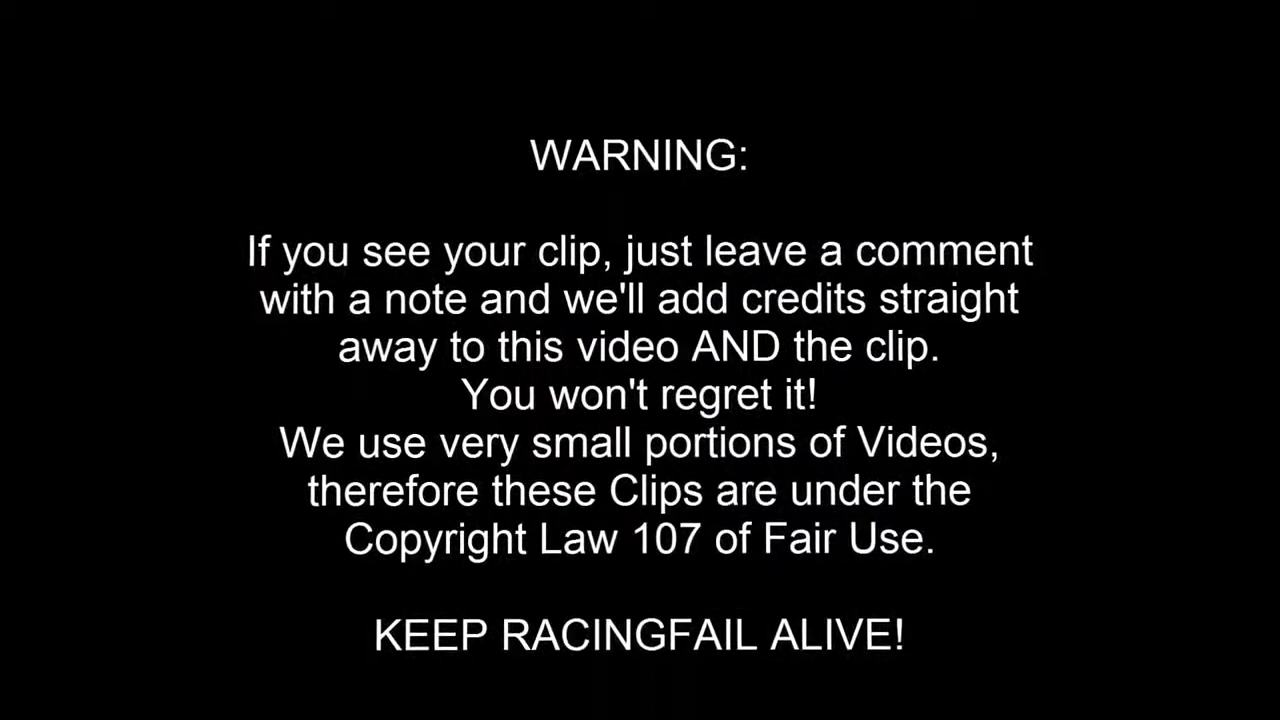 WARNING:
If you see your clip, just leave a comment
with a note and we'll add credits straight
away to this video AND the clip.
You won't regret it!
We use very small portions of Videos,
therefore these Clips are under the
Copyright Law 107 of Fair Use.
KEEP RACINGFAIL ALIVE!